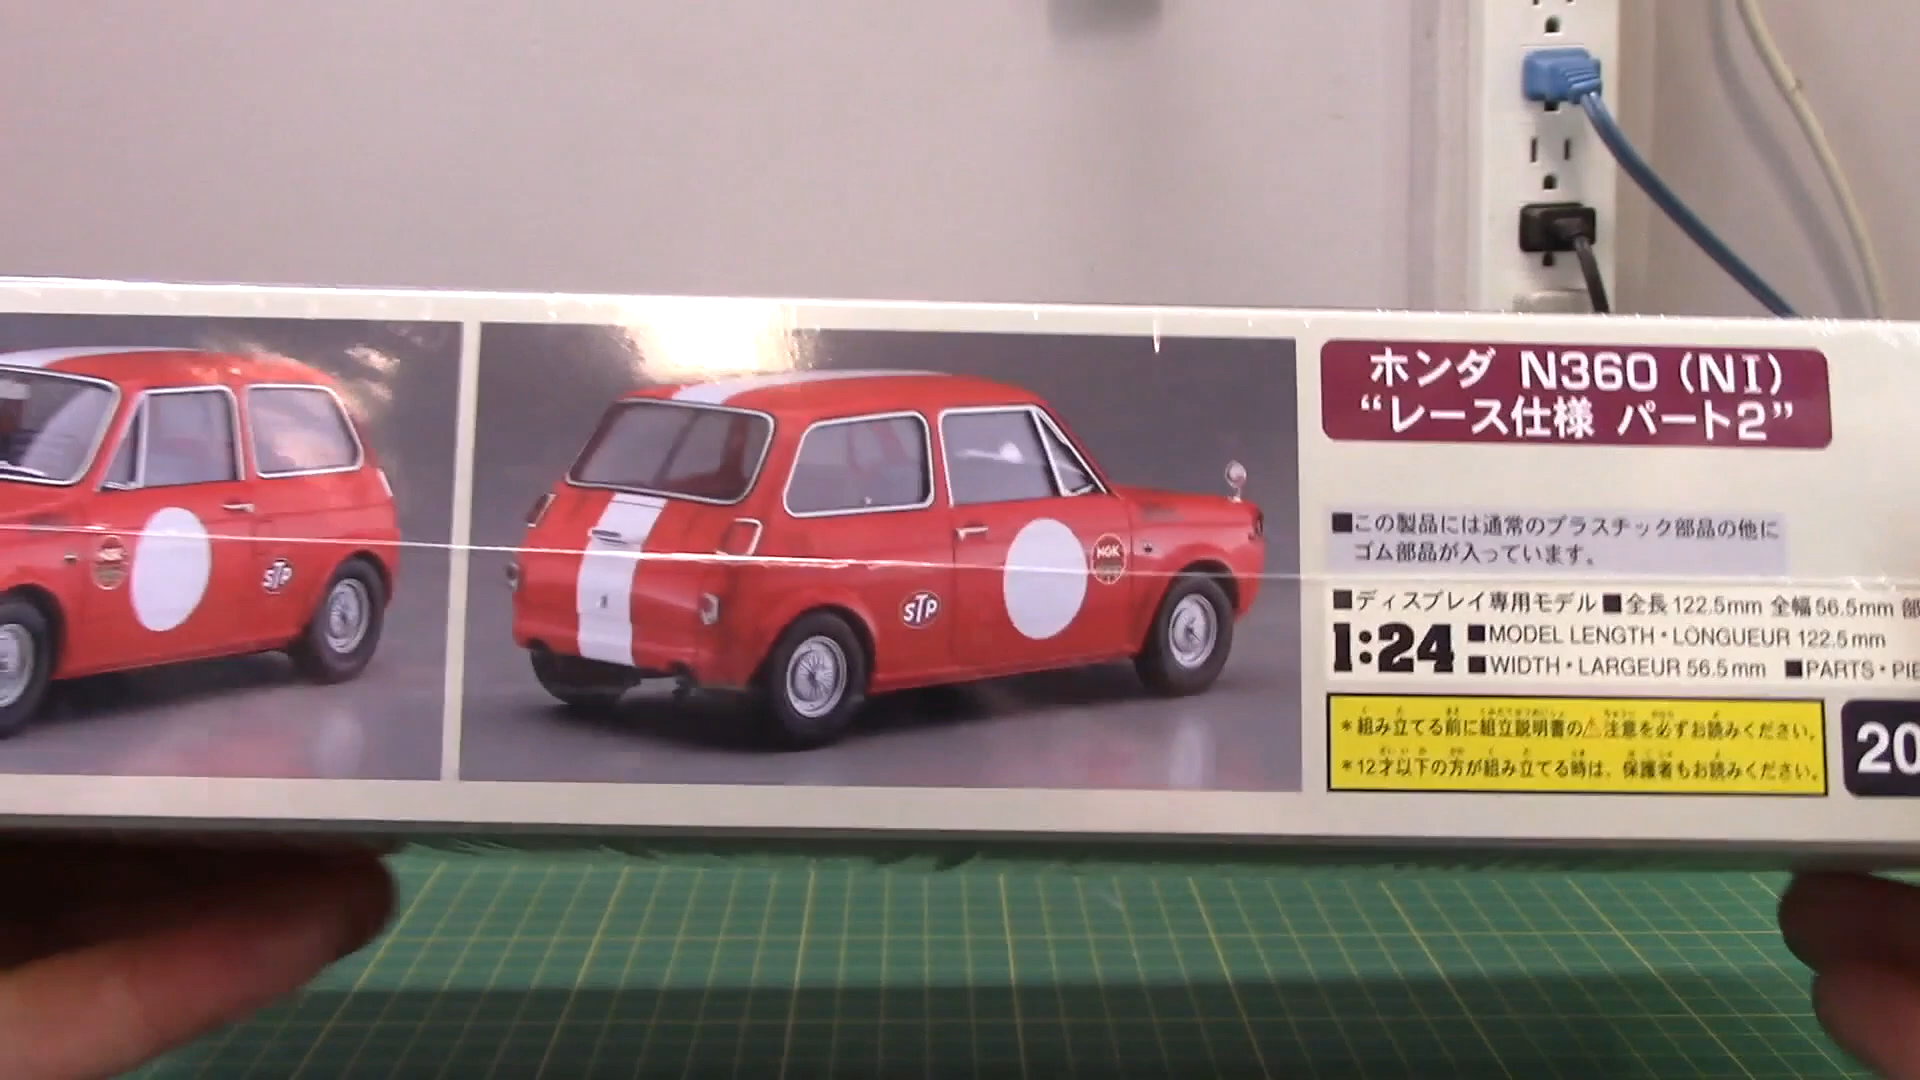 ホンダ N360 (NⅠ)
“レース仕様 パート2”
■この製品には通常のプラスチック部品の他に
ゴム部品が入っています。
■ディスプレイ専用モデル ■全長122.5mm 全幅56.5mm 部
1:24 ■MODEL LENGTH・LONGUEUR 122.5mm
■WIDTH・LARGEUR 56.5mm ■PARTS・PIE
*組み立てる前に組立説明書の⚠注意を必ずお読みください。
*12才以下の方が組み立てる時は、保護者もお読みください。
20
NGK
STP
STP
NGK